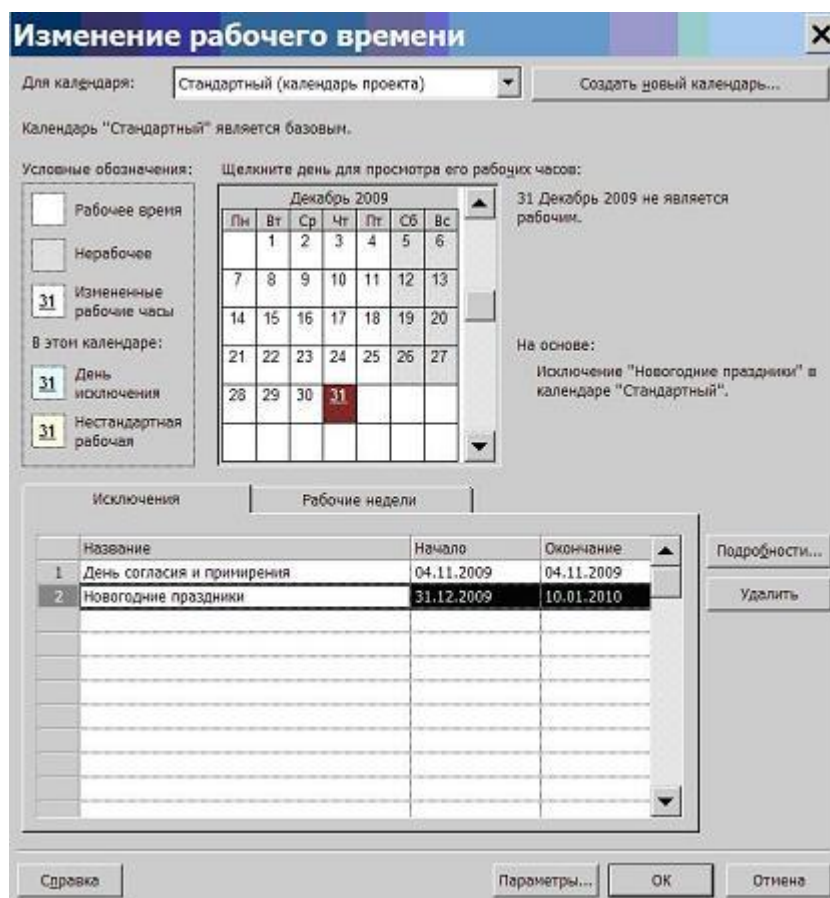 Изменение рабочего времени
Для календаря: Стандартный (календарь проекта) Создать новый календарь...
Календарь "Стандартный" является базовым.
Условные обозначения:
Рабочее время
Нерабочее
31 Измененные
рабочие часы
В этом календаре:
31 День
исключения
31 Нестандартная
рабочая
Щелкните день для просмотра его рабочих часов:
Декабрь 2009
Пн Вт Ср Чт Пт Сб Вс
1 2 3 4 5 6
7 8 9 10 11 12 13
14 15 16 17 18 19 20
21 22 23 24 25 26 27
28 29 30 31
31 Декабрь 2009 не является
рабочим.
На основе:
Исключение "Новогодние праздники" в
календаре "Стандартный".
Исключения Рабочие недели
Название Начало Окончание
1 День согласия и примирения 04.11.2009 04.11.2009
2 Новогодние праздники 31.12.2009 10.01.2010
Подробности...
Удалить
Справка Параметры... ОК Отмена